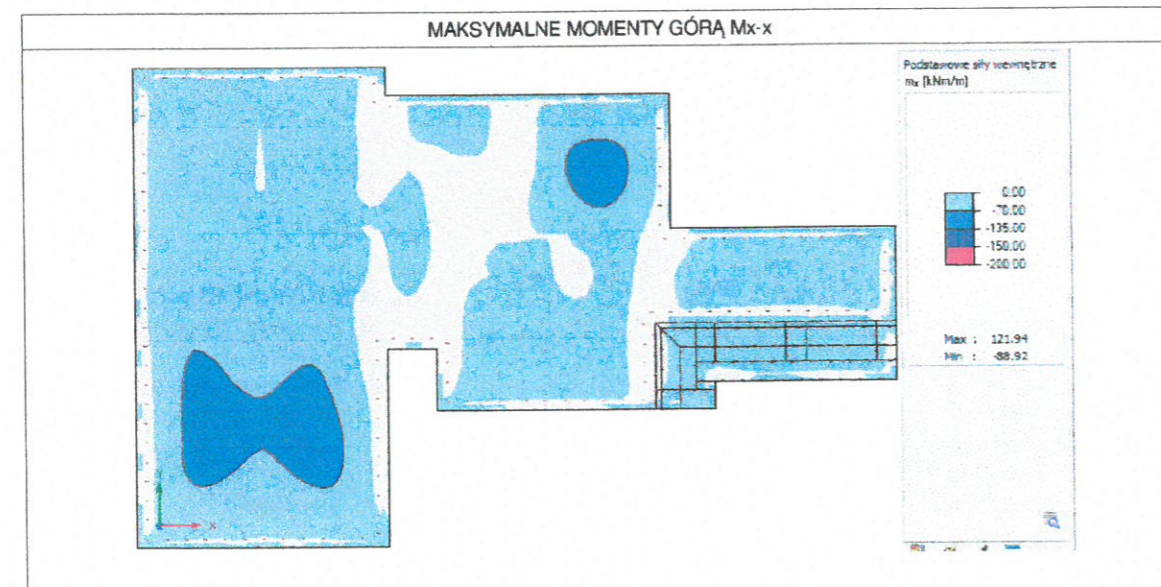 MAKSYMALNE MOMENTY GÓRĄ Mx-x
Podstawowe siły wewnętrzne
mx [kNm/m]
0.00
-70.00
-135.00
-150.00
-200.00
Max : 121.94
Min : -88.92
x